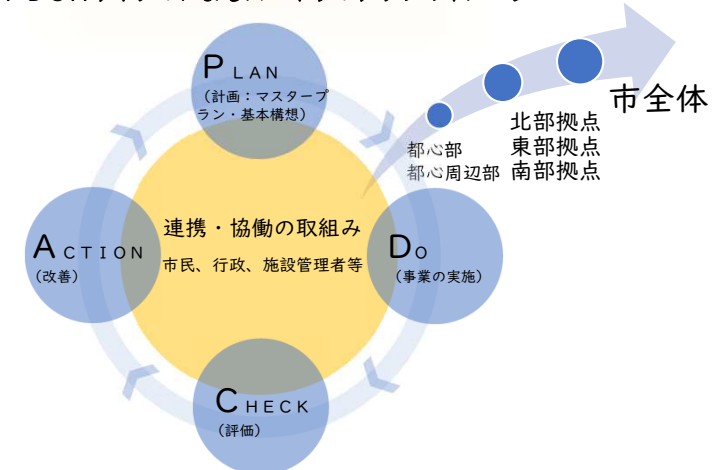 PLAN
(計画：マスタープ
ラン・基本構想)
市全体
北部拠点
都心部 東部拠点
都心周辺部 南部拠点
連携・協働の取組み
市民、行政、施設管理者等
ACTION
(改善)
DO
(事業の実施)
CHECK
(評価)